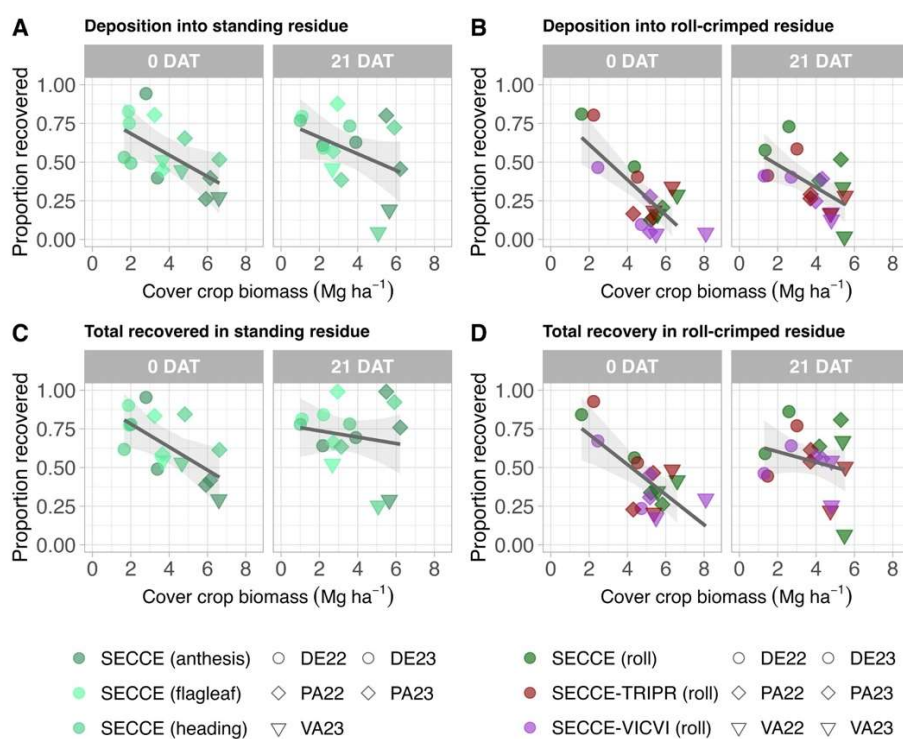 A Deposition into standing residue
0 DAT 21 DAT
1.00
0.75
0.50
0.25
0.00
Proportion recovered
0 2 4 6 8 0 2 4 6 8
Cover crop biomass (Mg ha⁻¹)
B Deposition into roll-crimped residue
0 DAT 21 DAT
1.00
0.75
0.50
0.25
0.00
Proportion recovered
0 2 4 6 8 0 2 4 6 8
Cover crop biomass (Mg ha⁻¹)
C Total recovered in standing residue
0 DAT 21 DAT
1.00
0.75
0.50
0.25
0.00
Proportion recovered
0 2 4 6 8 0 2 4 6 8
Cover crop biomass (Mg ha⁻¹)
D Total recovery in roll-crimped residue
0 DAT 21 DAT
1.00
0.75
0.50
0.25
0.00
Proportion recovered
0 2 4 6 8 0 2 4 6 8
Cover crop biomass (Mg ha⁻¹)
SECCE (anthesis) DE22 DE23
SECCE (flagleaf) PA22 PA23
SECCE (heading) VA23
SECCE (roll) DE22 DE23
SECCE-TRIPR (roll) PA22 PA23
SECCE-VICVI (roll) VA22 VA23